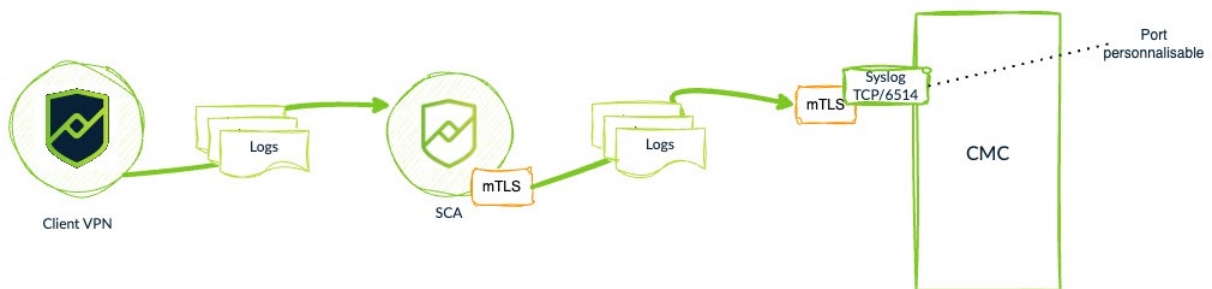 Client VPN
Logs
SCA
mTLS
Logs
mTLS
Syslog
TCP/6514
CMC
Port
personnalisable